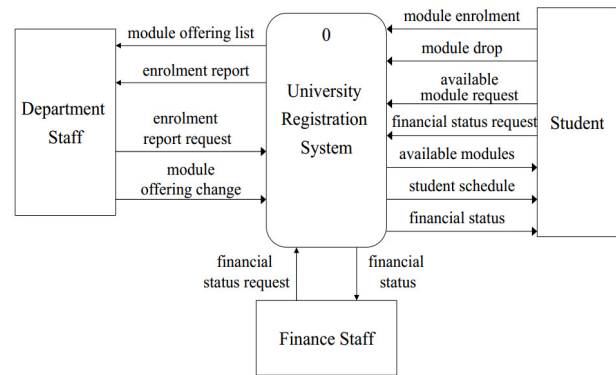 module offering list
enrolment report
Department
Staff
enrolment
report request
module
offering change
0
University
Registration
System
module enrolment
module drop
available
module request
financial status request
available modules
student schedule
financial status
Student
financial
status request
financial
status
Finance Staff